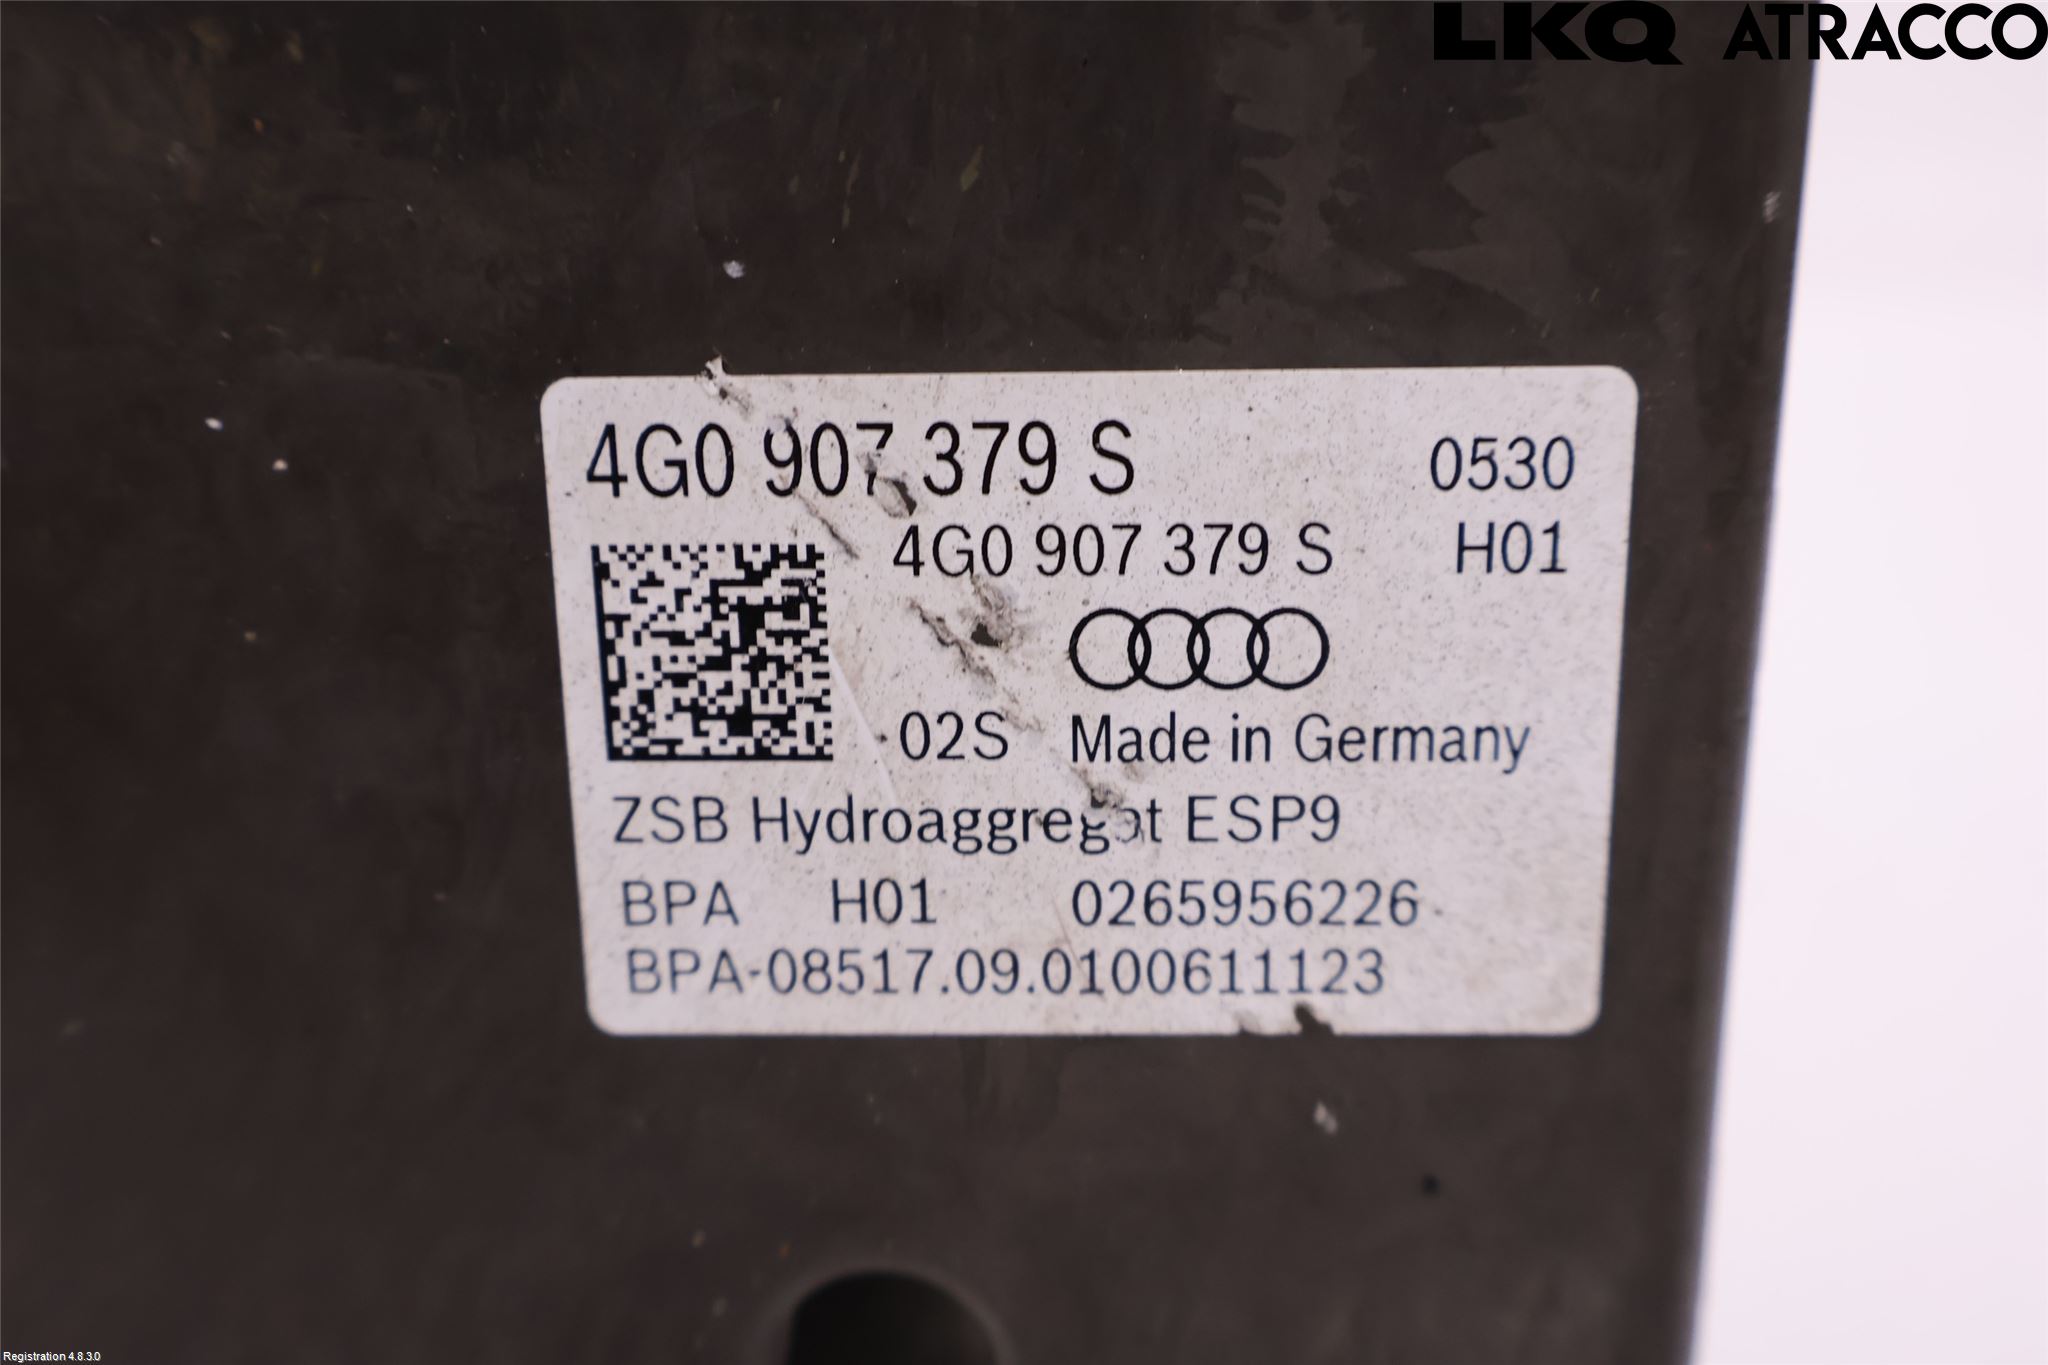 LKQ ATRACCO
4G0 907 379 S 0530
4G0 907 379 S H01
02S Made in Germany
ZSB Hydroaggregat ESP9
BPA H01 0265956226
BPA-08517.09.0100611123
Registration 4.8.3.0